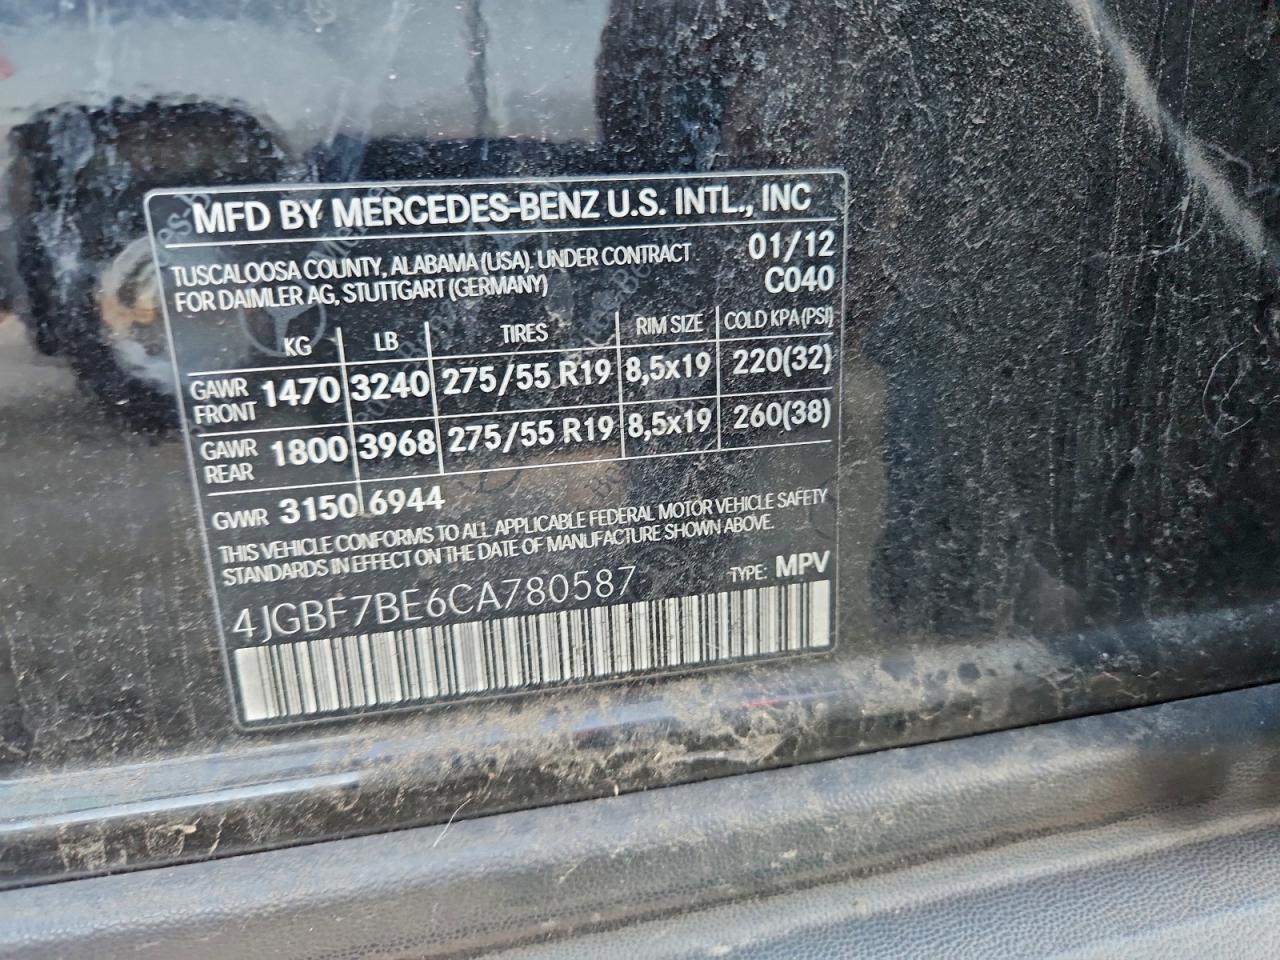 MFD BY MERCEDES-BENZ U.S. INTL., INC
TUSCALOOSA COUNTY, ALABAMA (USA). UNDER CONTRACT 01/12
FOR DAIMLER AG, STUTTGART (GERMANY) C040
KG LB TIRES RIM SIZE COLD KPA (PSI)
GAWR FRONT 1470 3240 275/55 R19 8,5x19 220(32)
GAWR REAR 1800 3968 275/55 R19 8,5x19 260(38)
GVWR 3150 6944
THIS VEHICLE CONFORMS TO ALL APPLICABLE FEDERAL MOTOR VEHICLE SAFETY
STANDARDS IN EFFECT ON THE DATE OF MANUFACTURE SHOWN ABOVE.
4JGBF7BE6CA780587 TYPE: MPV